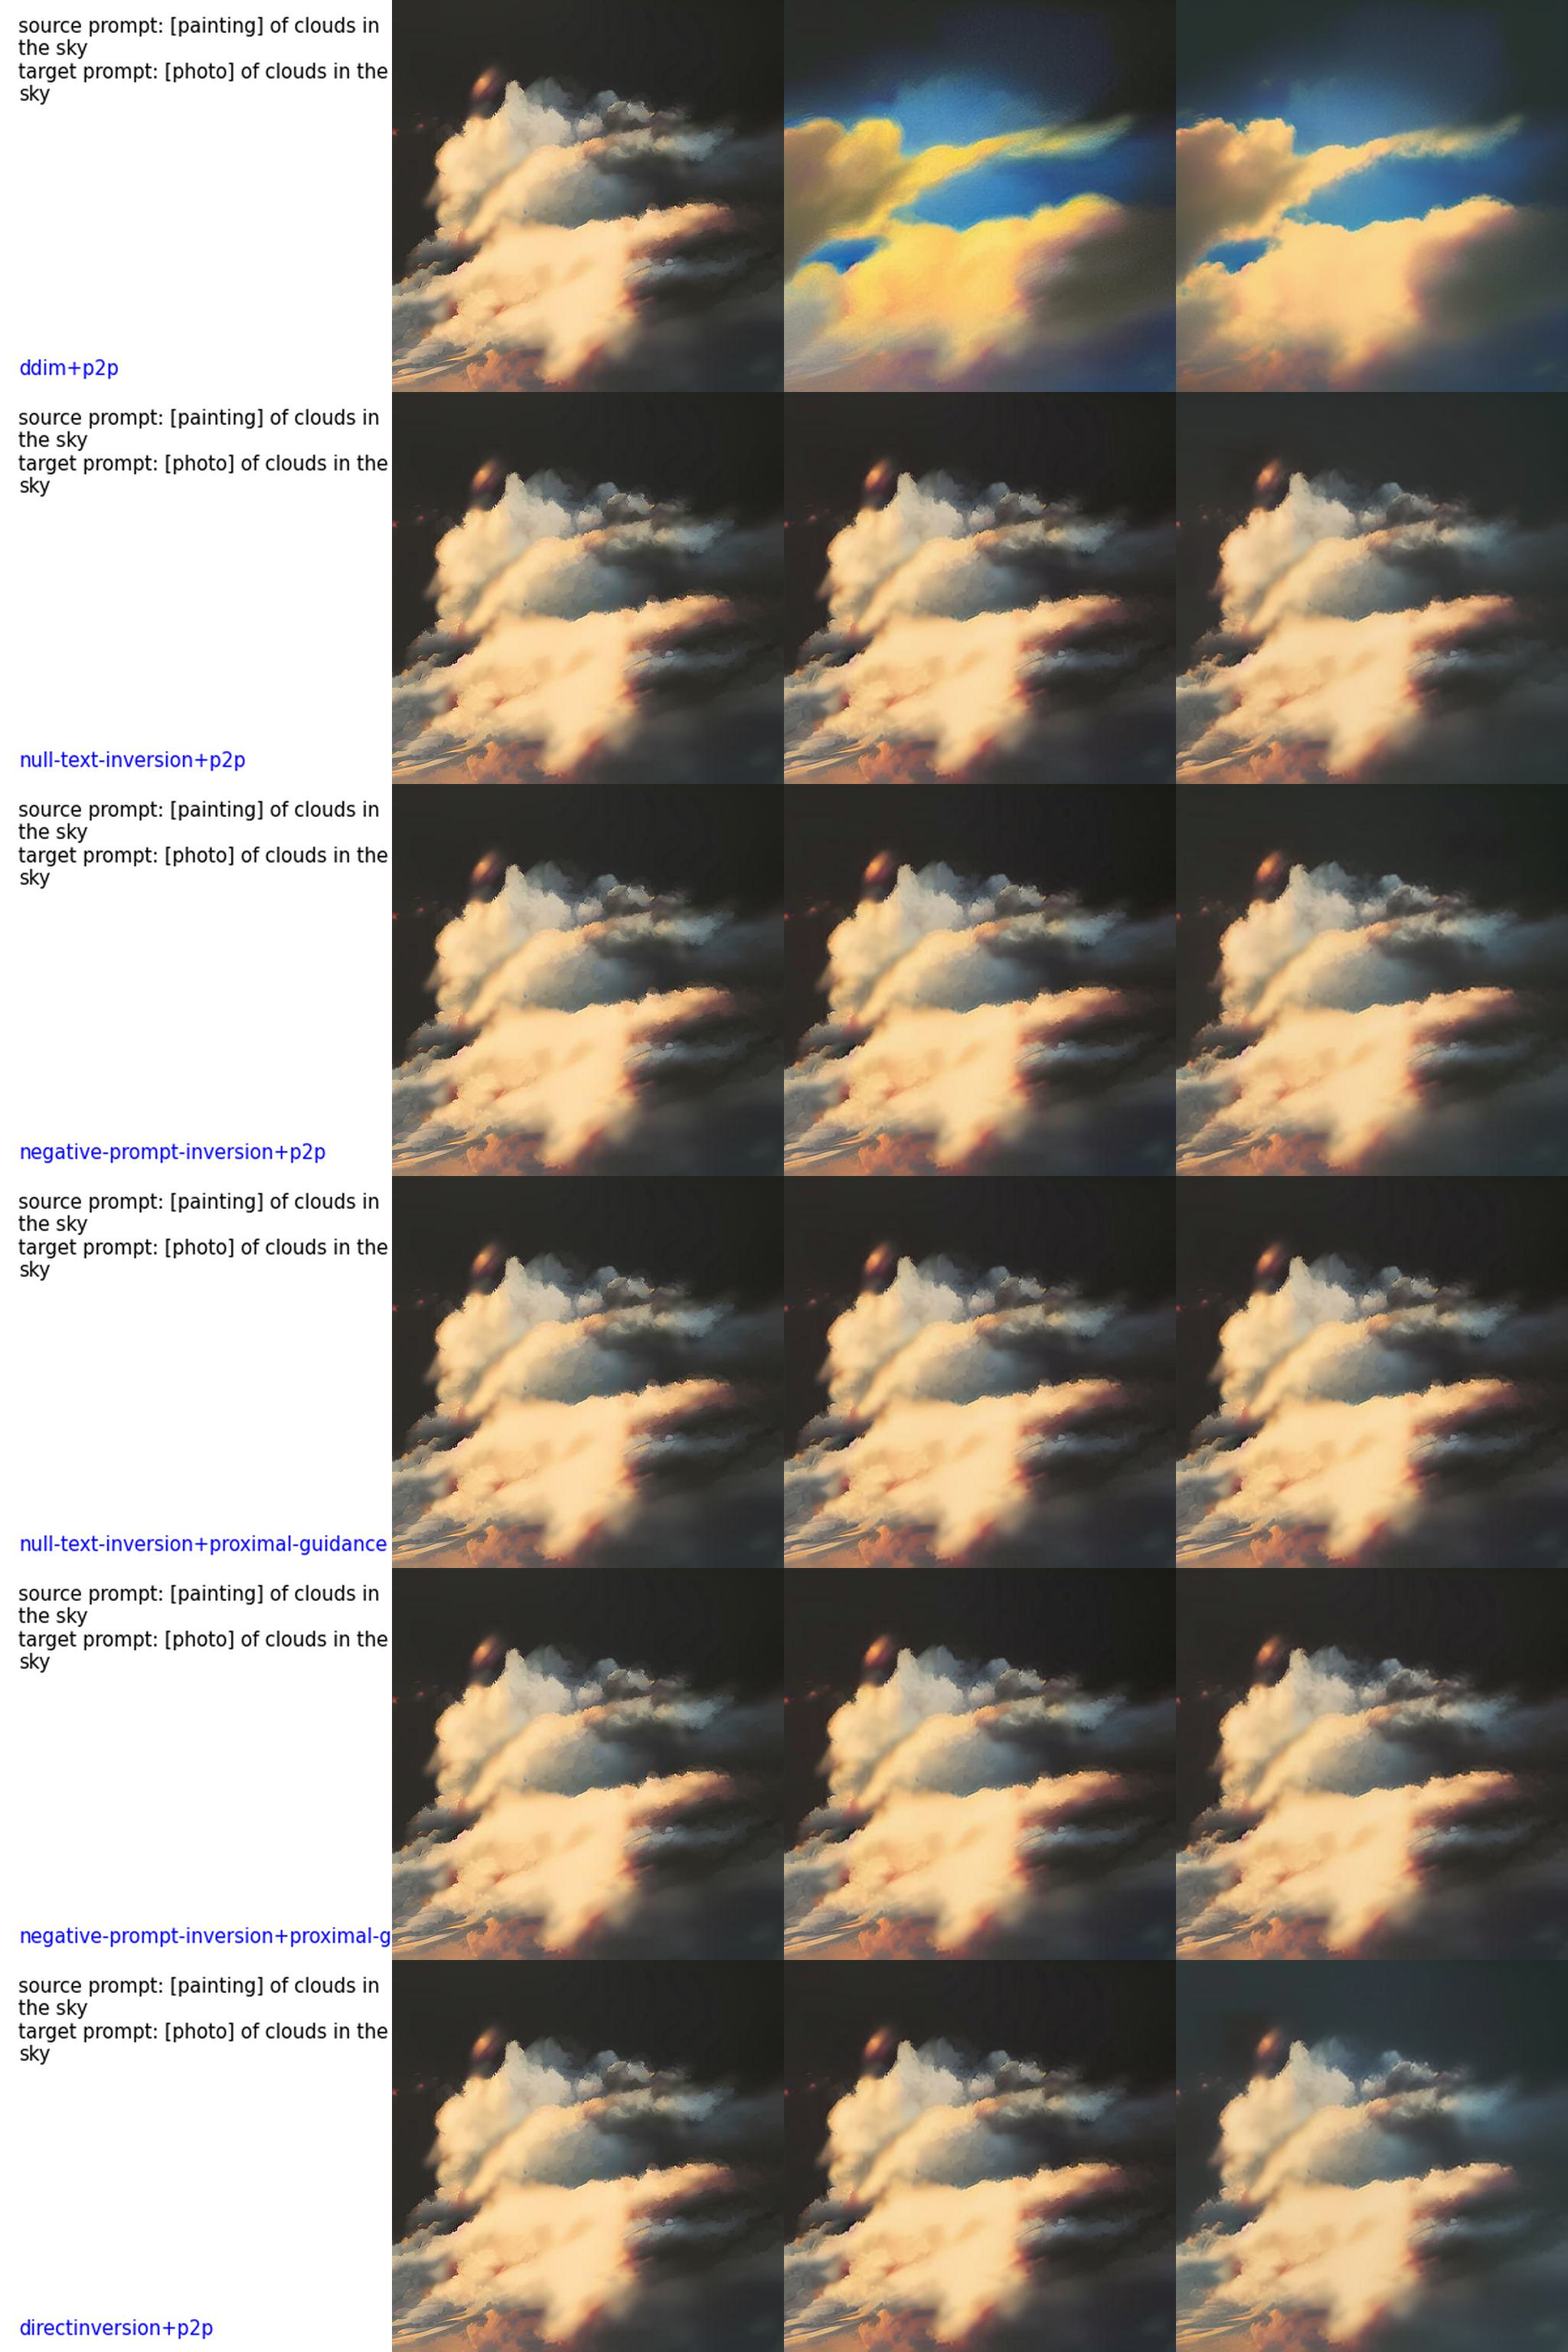 source prompt: [painting] of clouds in
the sky
target prompt: [photo] of clouds in the
sky
ddim+p2p
source prompt: [painting] of clouds in
the sky
target prompt: [photo] of clouds in the
sky
null-text-inversion+p2p
source prompt: [painting] of clouds in
the sky
target prompt: [photo] of clouds in the
sky
negative-prompt-inversion+p2p
source prompt: [painting] of clouds in
the sky
target prompt: [photo] of clouds in the
sky
null-text-inversion+proximal-guidance
source prompt: [painting] of clouds in
the sky
target prompt: [photo] of clouds in the
sky
negative-prompt-inversion+proximal-g
source prompt: [painting] of clouds in
the sky
target prompt: [photo] of clouds in the
sky
directinversion+p2p